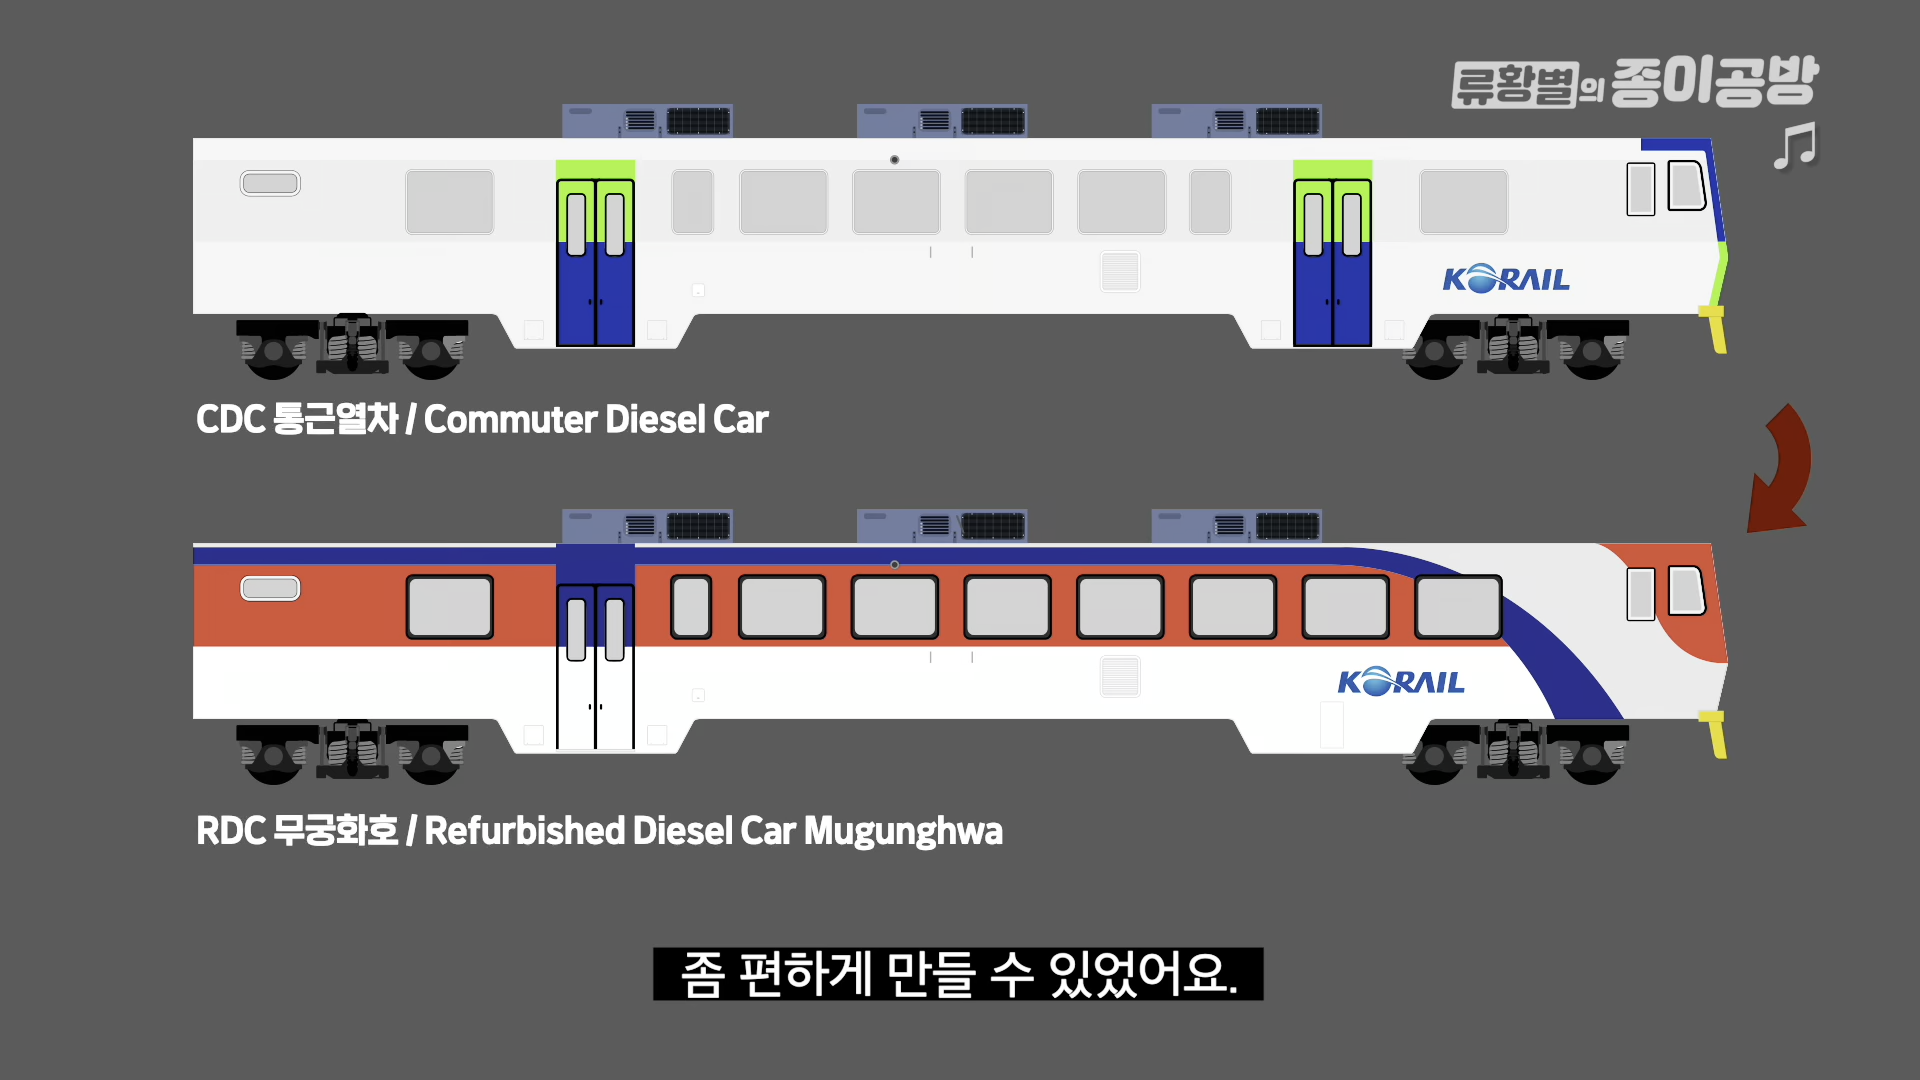 류황별의 종이공방
KORAIL
CDC 통근열차 / Commuter Diesel Car
KORAIL
RDC 무궁화호 / Refurbished Diesel Car Mugunghwa
좀 편하게 만들 수 있었어요.